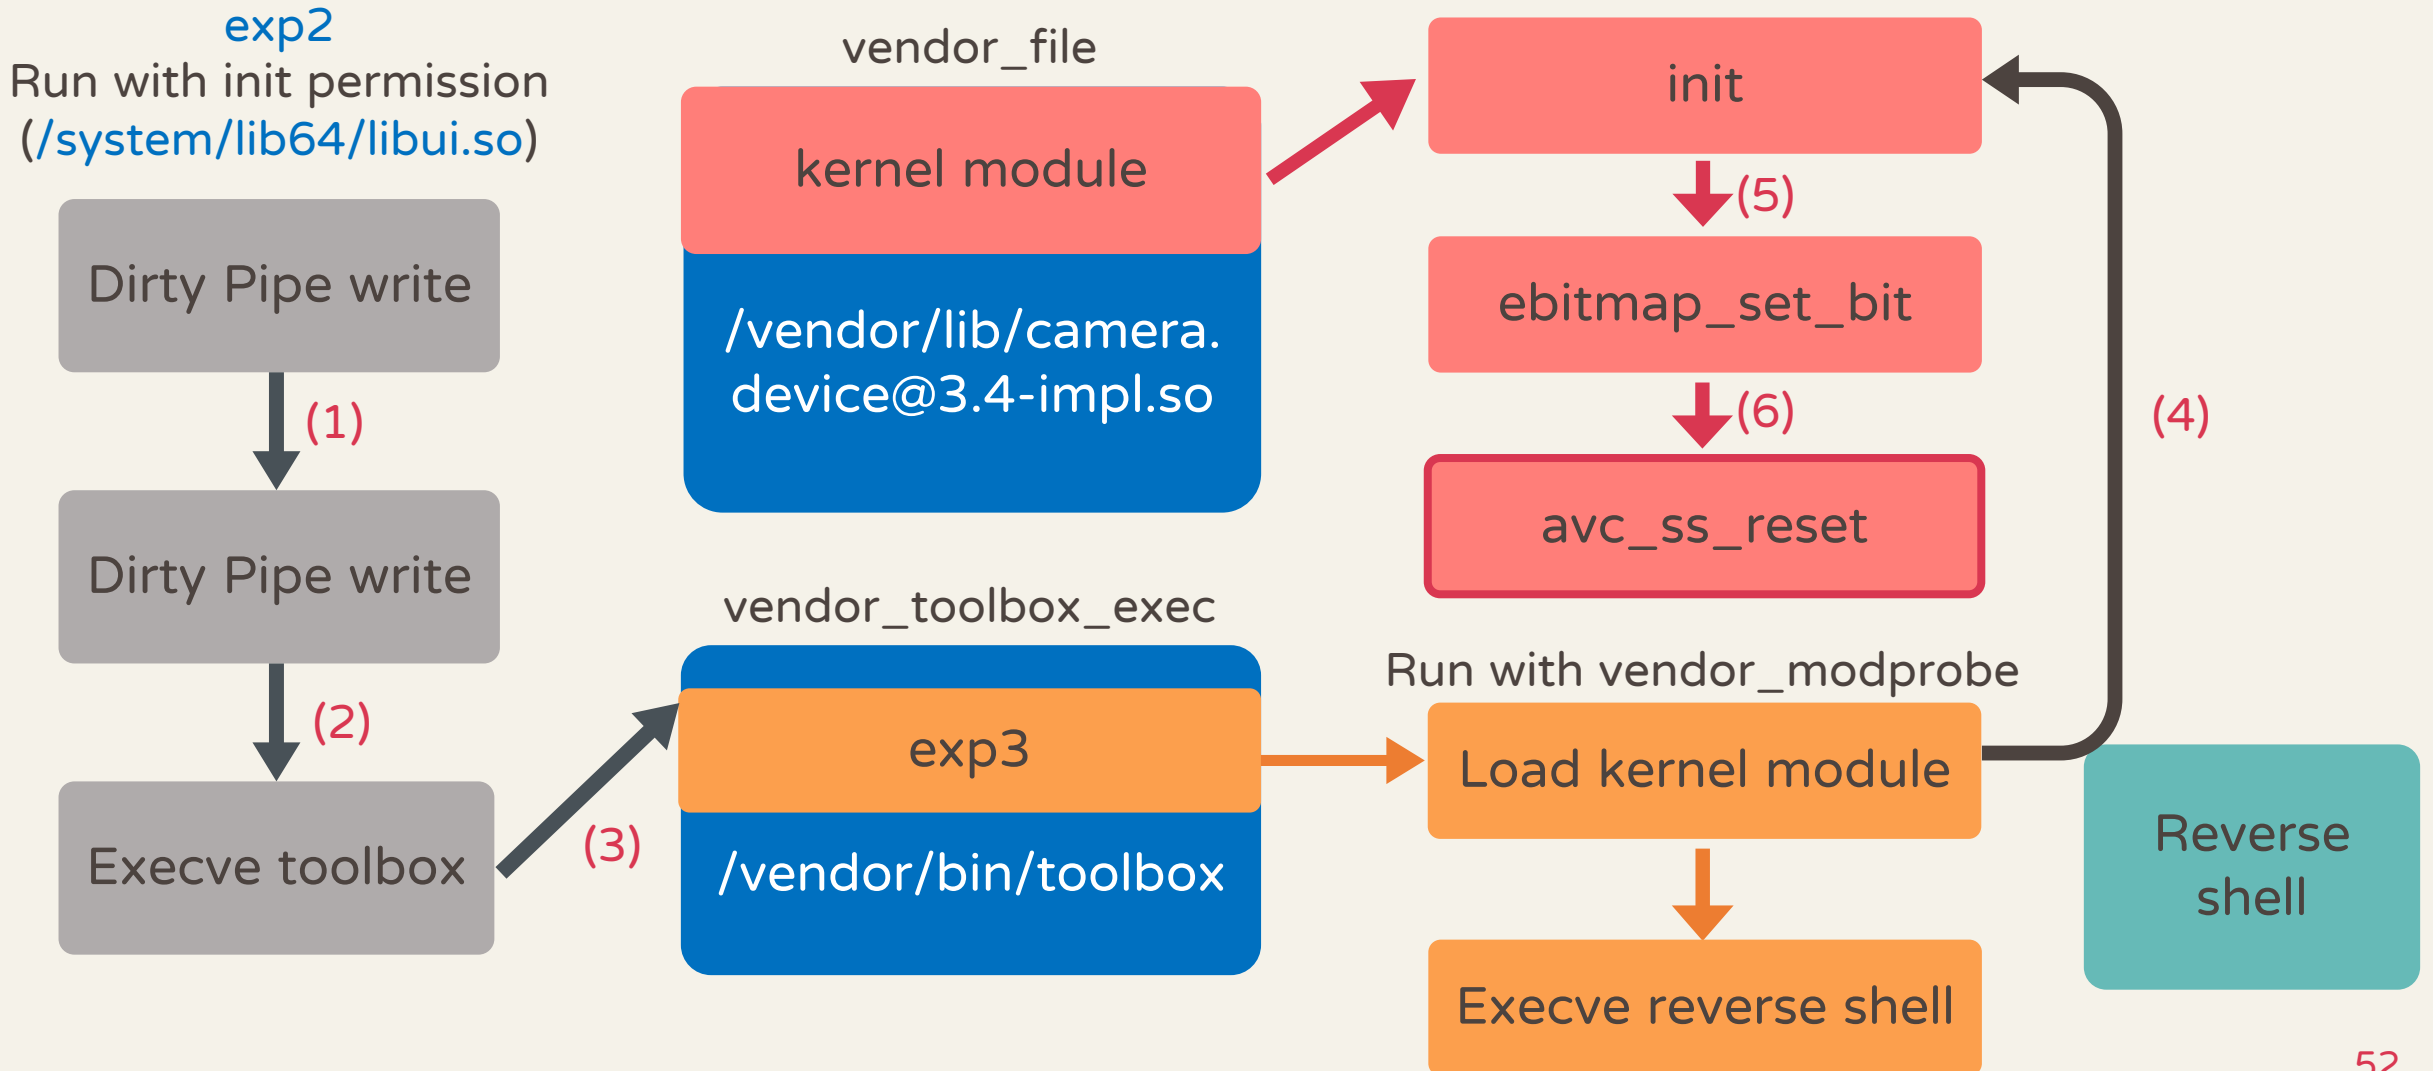 exp2
Run with init permission
(/system/lib64/libui.so)
Dirty Pipe write
(1)
Dirty Pipe write
(2)
Execve toolbox
(3)
vendor_file
kernel module
/vendor/lib/camera.
device@3.4-impl.so
vendor_toolbox_exec
exp3
/vendor/bin/toolbox
init
(5)
ebitmap_set_bit
(6)
avc_ss_reset
(4)
Run with vendor_modprobe
Load kernel module
Execve reverse shell
Reverse
shell
52